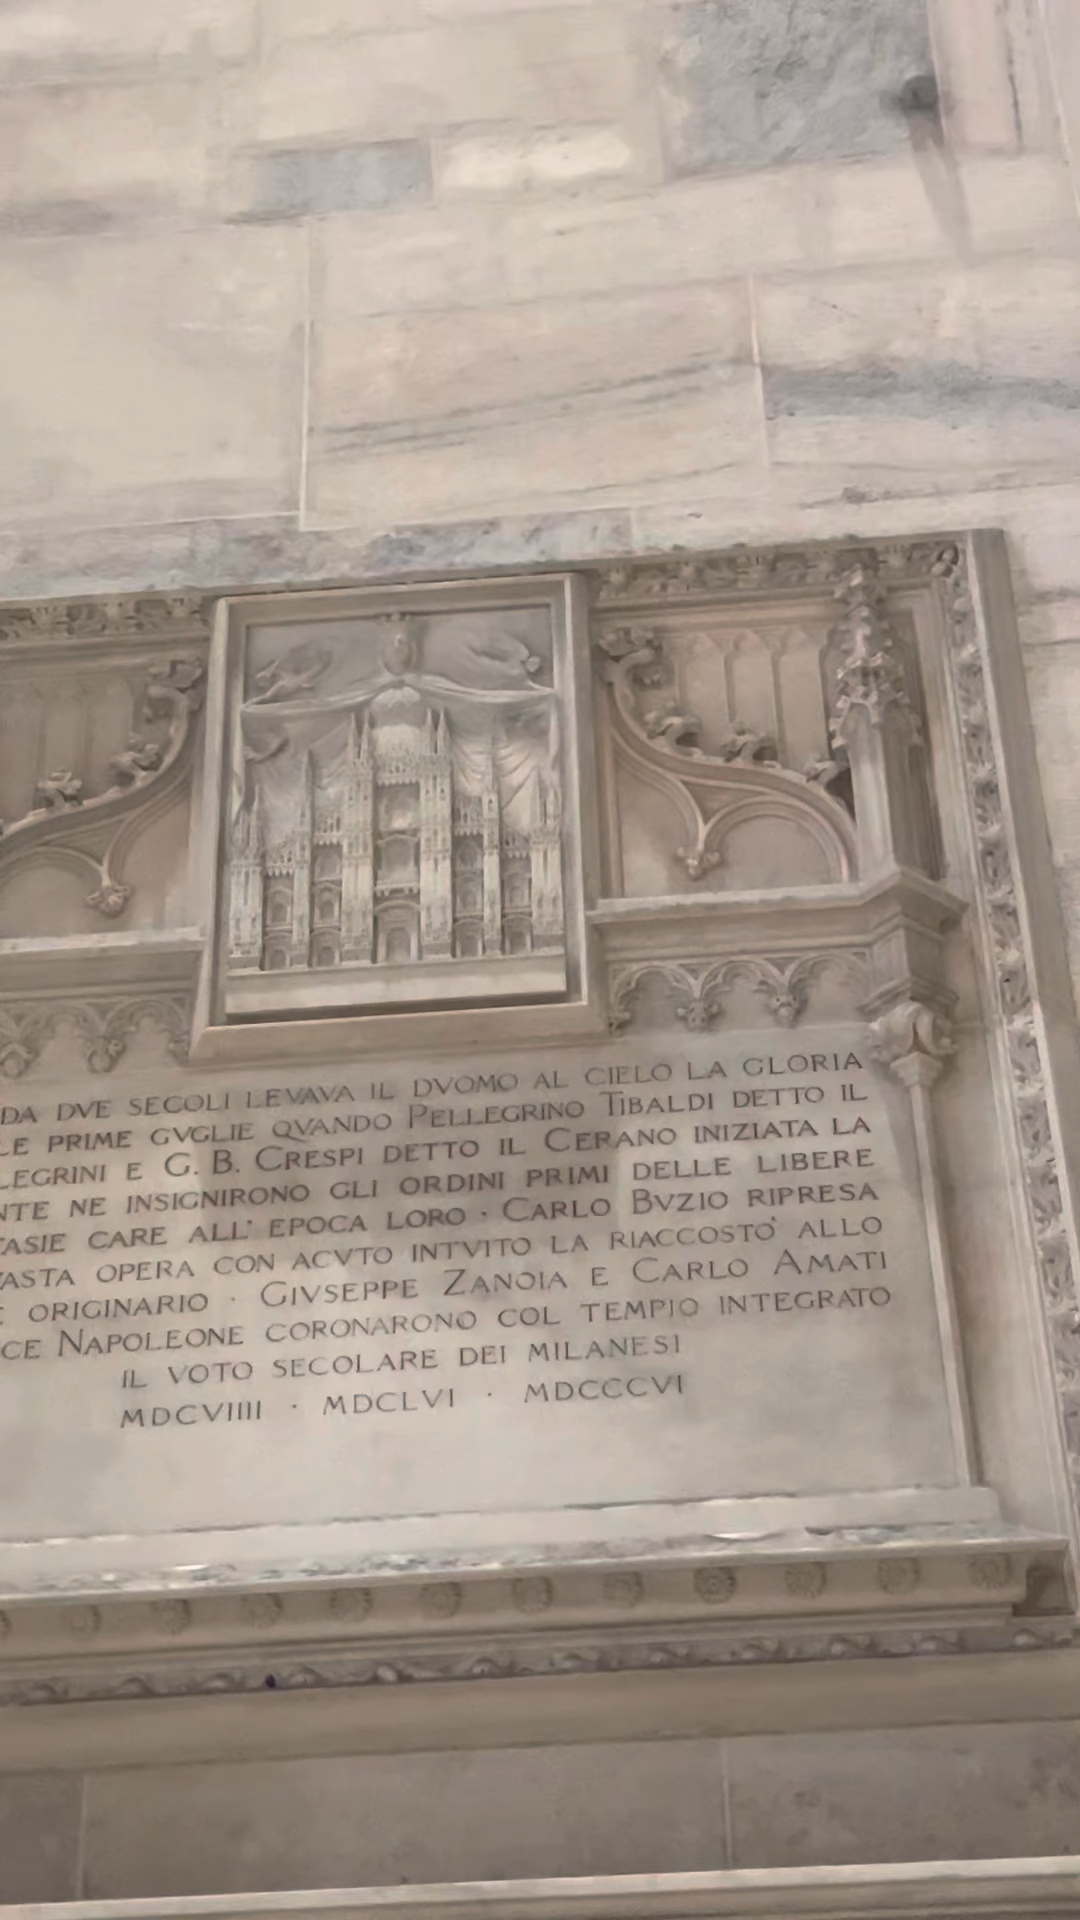 DA DVE SECOLI LEVAVA IL DVOMO AL CIELO LA GLORIA
LE PRIME GVGLIE QVANDO PELLEGRINO TIBALDI DETTO IL
LEGRINI E G. B. CRESPI DETTO IL CERANO INIZIATA LA
NTE NE INSIGNIRONO GLI ORDINI PRIMI DELLE LIBERE
TASIE CARE ALL' EPOCA LORO · CARLO BVZIO RIPRESA
VASTA OPERA CON ACVTO INTVITO LA RIACCOSTÒ ALLO
E ORIGINARIO · GIVSEPPE ZANOIA E CARLO AMATI
CE NAPOLEONE CORONARONO COL TEMPIO INTEGRATO
IL VOTO SECOLARE DEI MILANESI
MDCVIIII · MDCLVI · MDCCCVI